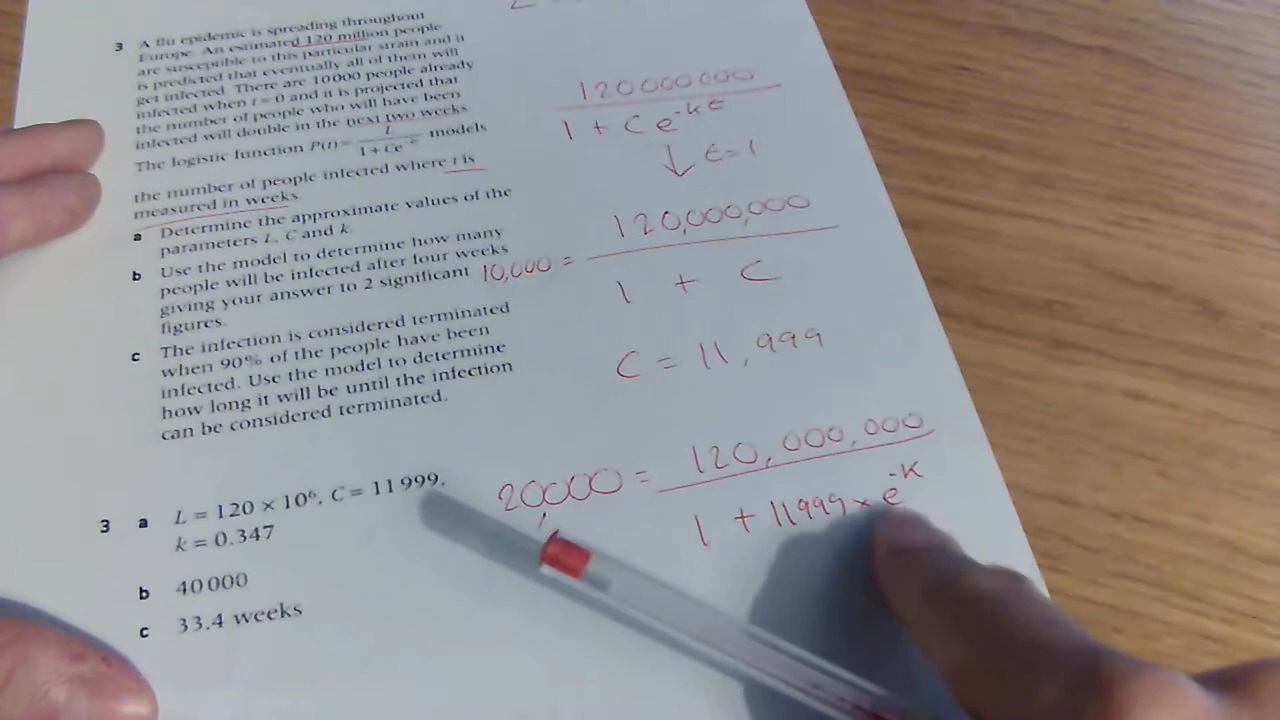 3 A flu epidemic is spreading throughout
Europe. An estimated 120 million people
are susceptible to this particular strain and it
is predicted that eventually all of them will
get infected. There are 10 000 people already
infected when t = 0 and it is projected that
the number of people who will have been
infected will double in the next two weeks.
The logistic function P(t) = L / 1 + Ce models
the number of people infected where t is
measured in weeks.
a Determine the approximate values of the
parameters L, C and k.
b Use the model to determine how many
people will be infected after four weeks
giving your answer to 2 significant
figures.
c The infection is considered terminated
when 90% of the people have been
infected. Use the model to determine
how long it will be until the infection
can be considered terminated.
3 a L = 120 × 10⁶, C = 11 999,
k = 0.347
b 40 000
c 33.4 weeks
120000000
1 + C e^-kt
↓ t=1
120,000,000
10,000 =
1 + C
C = 11,999
120,000,000
20000 =
1 + 11999 × e^-k